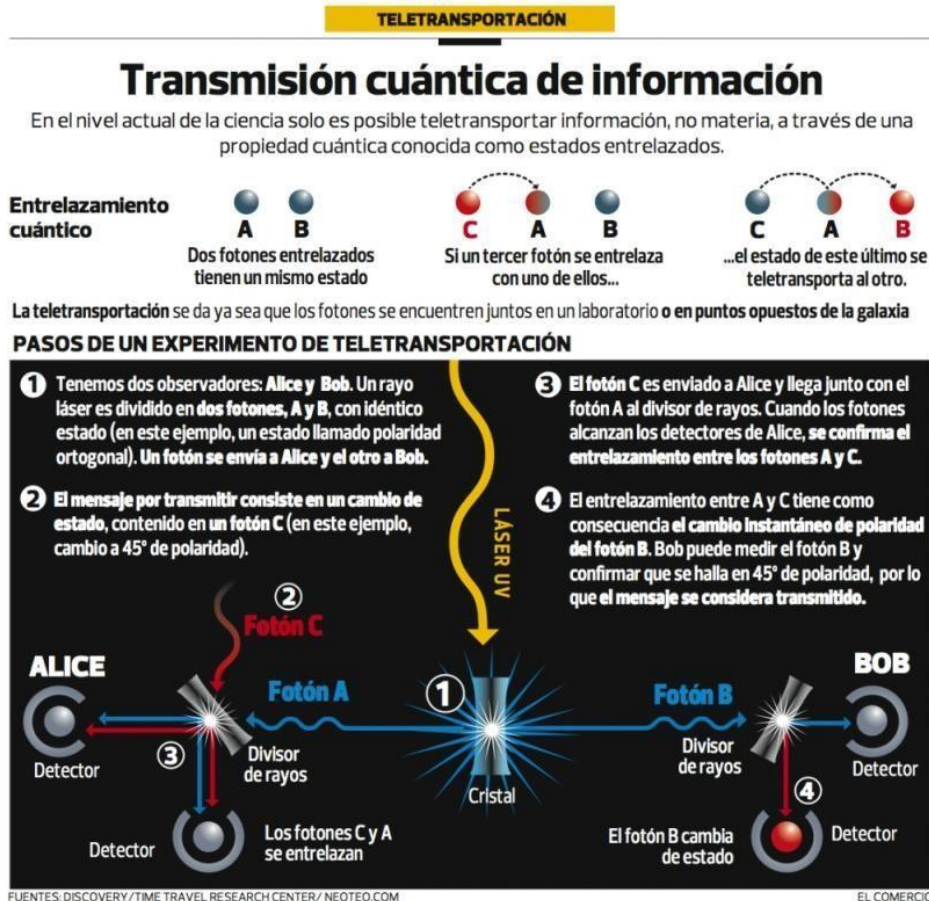 TELETRANSPORTACIÓN
Transmisión cuántica de información
En el nivel actual de la ciencia solo es posible teletransportar información, no materia, a través de una
propiedad cuántica conocida como estados entrelazados.
Entrelazamiento
cuántico
A B
Dos fotones entrelazados
tienen un mismo estado
C A B
Si un tercer fotón se entrelaza
con uno de ellos...
C A B
...el estado de este último se
teletransporta al otro.
La teletransportación se da ya sea que los fotones se encuentren juntos en un laboratorio o en puntos opuestos de la galaxia
PASOS DE UN EXPERIMENTO DE TELETRANSPORTACIÓN
1 Tenemos dos observadores: Alice y Bob. Un rayo
láser es dividido en dos fotones, A y B, con idéntico
estado (en este ejemplo, un estado llamado polaridad
ortogonal). Un fotón se envía a Alice y el otro a Bob.
2 El mensaje por transmitir consiste en un cambio de
estado, contenido en un fotón C (en este ejemplo,
cambio a 45° de polaridad).
3 El fotón C es enviado a Alice y llega junto con el
fotón A al divisor de rayos. Cuando los fotones
alcanzan los detectores de Alice, se confirma el
entrelazamiento entre los fotones A y C.
4 El entrelazamiento entre A y C tiene como
consecuencia el cambio instantáneo de polaridad
del fotón B. Bob puede medir el fotón B y
confirmar que se halla en 45° de polaridad, por lo
que el mensaje se considera transmitido.
LÁSER UV
2
Fotón C
ALICE
BOB
Fotón A
1
Fotón B
3
Detector
Divisor
de rayos
Cristal
Divisor
de rayos
Detector
4
Detector
Los fotones C y A
se entrelazan
El fotón B cambia
de estado
Detector
FUENTES: DISCOVERY/TIME TRAVEL RESEARCH CENTER/ NEOTEO.COM
EL COMERCIO